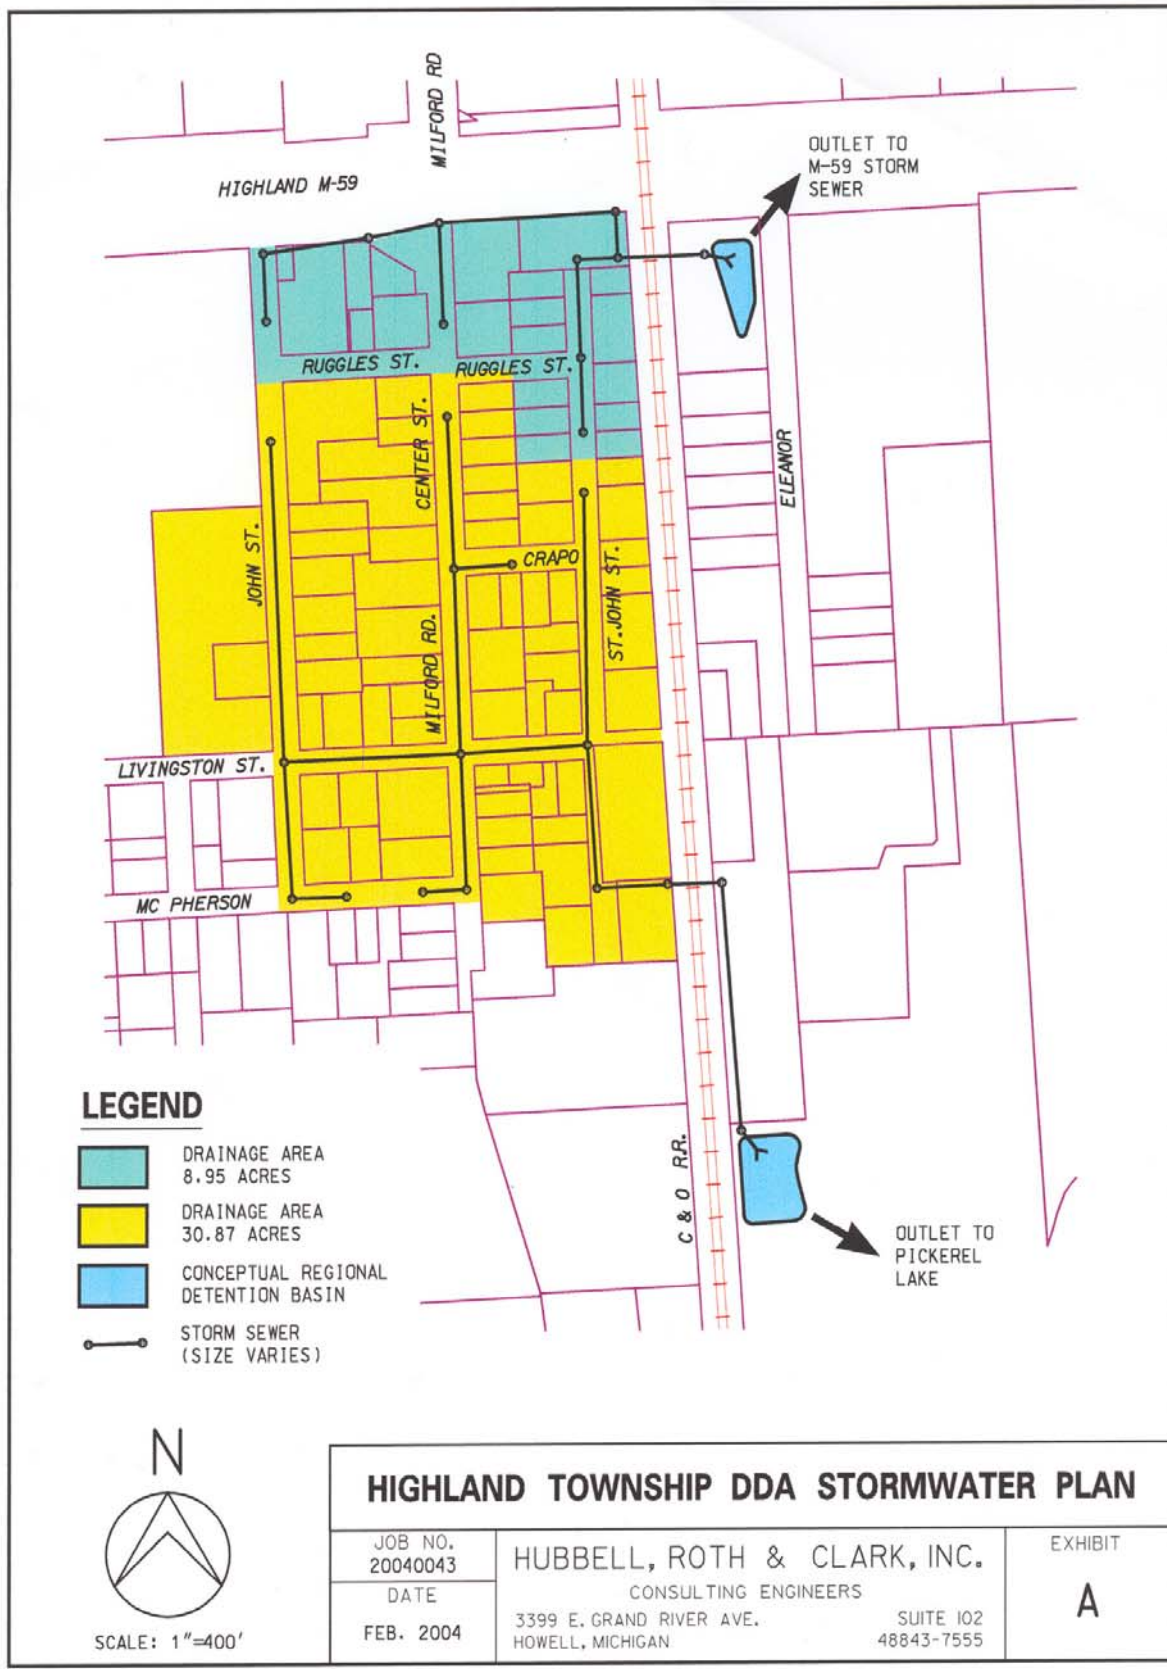 MILFORD RD
OUTLET TO
M-59 STORM
SEWER
HIGHLAND M-59
RUGGLES ST.
RUGGLES ST.
CENTER ST.
ELEANOR
JOHN ST.
CRAPO
ST. JOHN ST.
MILFORD RD.
LIVINGSTON ST.
MC PHERSON
C & O R.R.
OUTLET TO
PICKEREL
LAKE
LEGEND
DRAINAGE AREA
8.95 ACRES
DRAINAGE AREA
30.87 ACRES
CONCEPTUAL REGIONAL
DETENTION BASIN
STORM SEWER
(SIZE VARIES)
N
SCALE: 1"=400'
HIGHLAND TOWNSHIP DDA STORMWATER PLAN
JOB NO.
20040043
DATE
FEB. 2004
HUBBELL, ROTH & CLARK, INC.
CONSULTING ENGINEERS
3399 E. GRAND RIVER AVE. SUITE 102
HOWELL, MICHIGAN 48843-7555
EXHIBIT
A